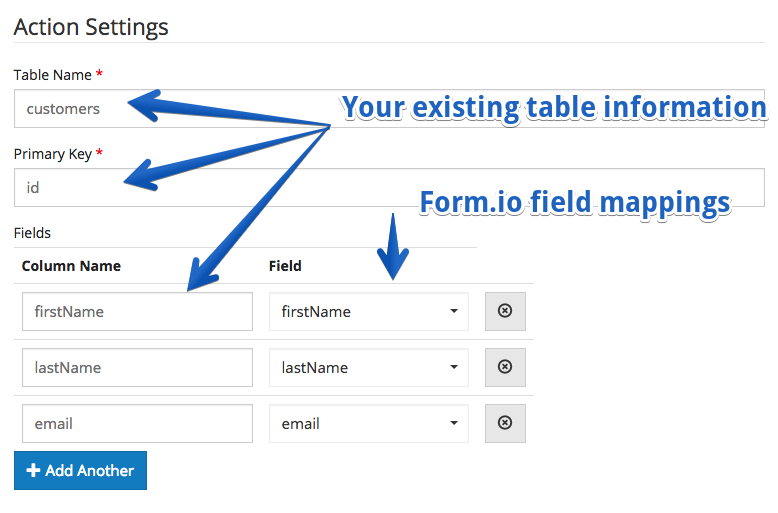 Action Settings
Table Name *
customers
Your existing table information
Primary Key *
id
Form.io field mappings
Fields
Column Name Field
firstName firstName
lastName lastName
email email
Add Another